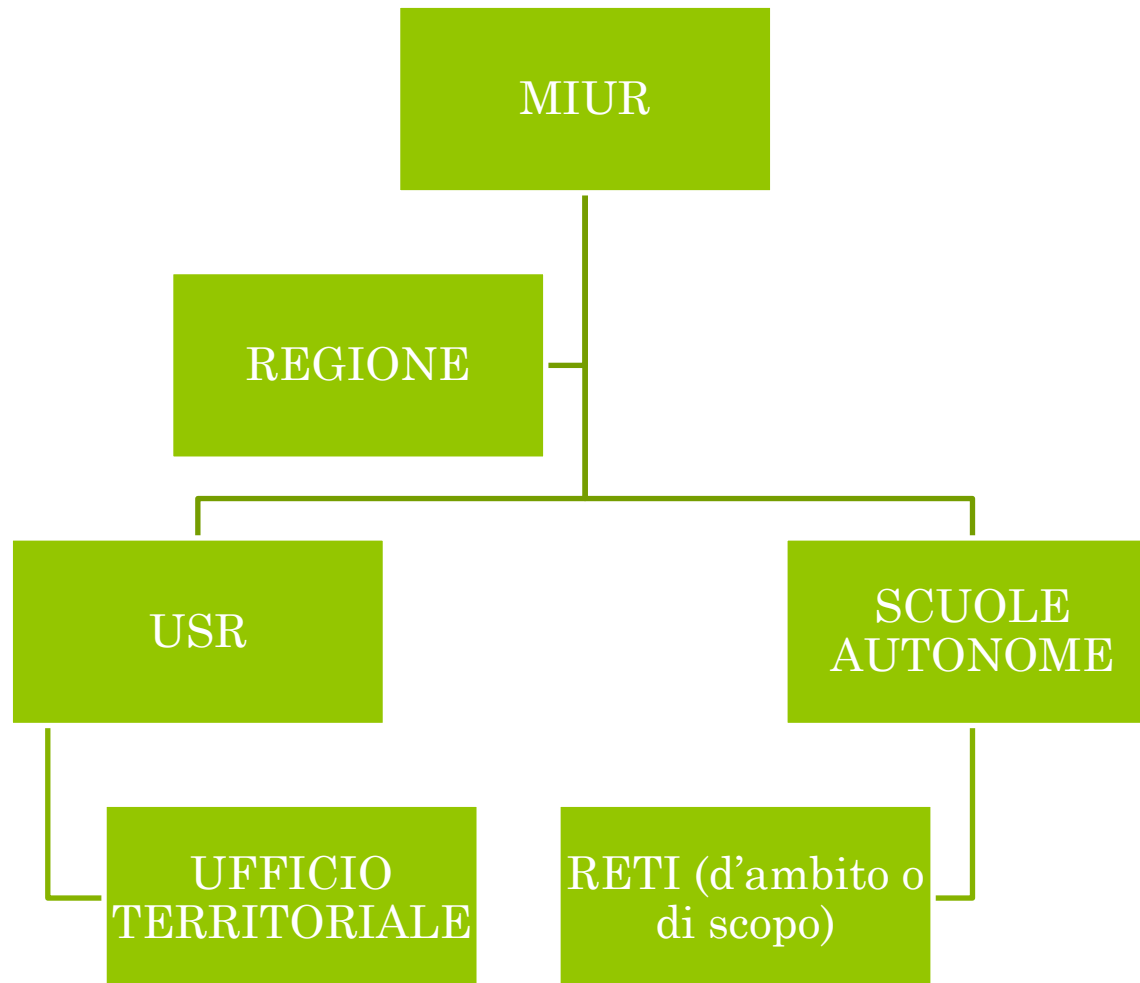 MIUR
REGIONE
USR
SCUOLE
AUTONOME
UFFICIO
TERRITORIALE
RETI (d’ambito o
di scopo)